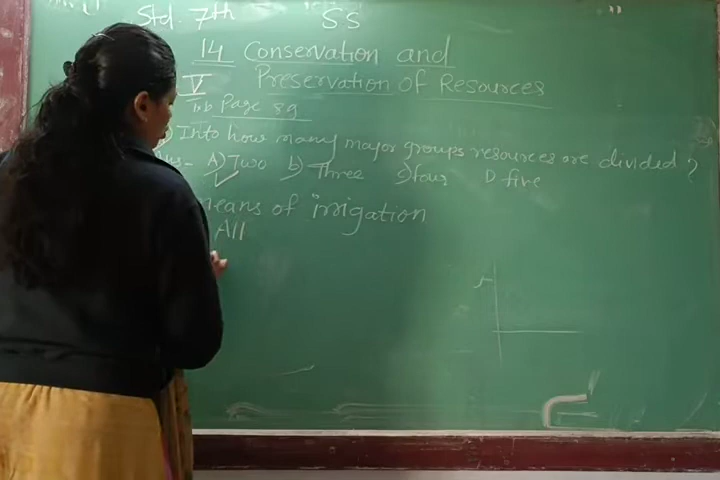 Std. 7th SS
14 Conservation and
V Preservation of Resources
Page 89
Into how many major groups resources are divided?
A) Two b) Three c) four D five
means of irrigation
All